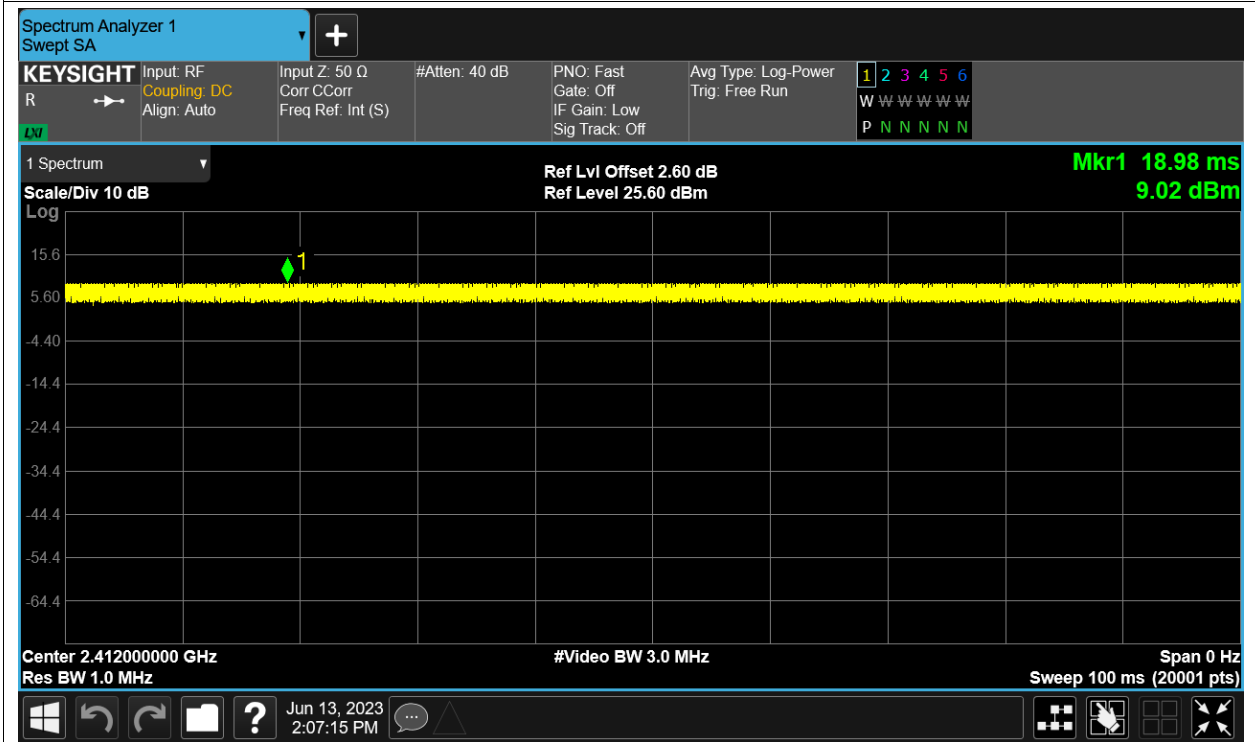 Spectrum Analyzer 1
Swept SA
KEYSIGHT
R
LXI
Input: RF
Coupling: DC
Align: Auto
Input Z: 50 Ω
Corr CCorr
Freq Ref: Int (S)
#Atten: 40 dB
PNO: Fast
Gate: Off
IF Gain: Low
Sig Track: Off
Avg Type: Log-Power
Trig: Free Run
1 2 3 4 5 6
W W W W W W
P N N N N N
1 Spectrum
Scale/Div 10 dB
Log
Ref Lvl Offset 2.60 dB
Ref Level 25.60 dBm
Mkr1 18.98 ms
9.02 dBm
15.6
1
5.60
-4.40
-14.4
-24.4
-34.4
-44.4
-54.4
-64.4
Center 2.412000000 GHz
Res BW 1.0 MHz
#Video BW 3.0 MHz
Span 0 Hz
Sweep 100 ms (20001 pts)
?
Jun 13, 2023
2:07:15 PM